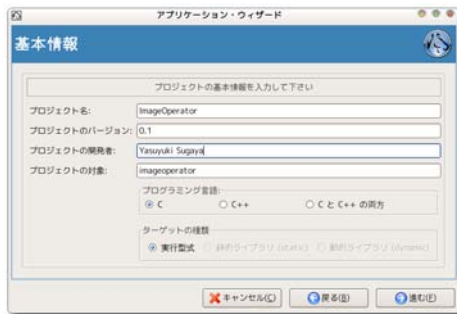 アプリケーション・ウィザード
基本情報
プロジェクトの基本情報を入力して下さい
プロジェクト名: ImageOperator
プロジェクトのバージョン: 0.1
プロジェクトの開発者: Yasuyuki Sugaya
プロジェクトの対象: imageoperator
プログラミング言語:
C C++ C と C++ の両方
ターゲットの種類
実行型式 静的ライブラリ (static) 動的ライブラリ (dynamic)
キャンセル(C) 戻る(B) 進む(F)